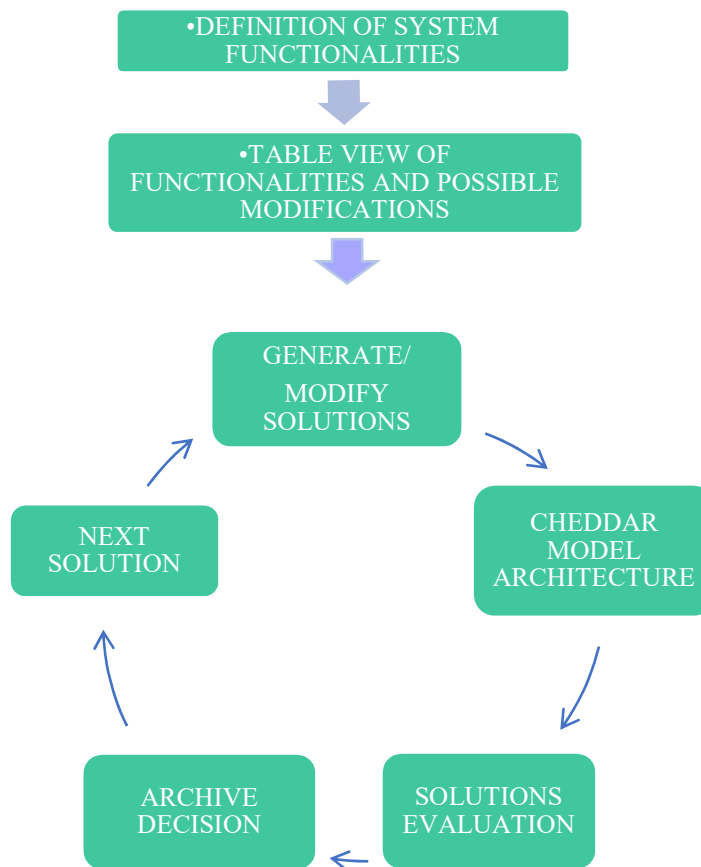 •DEFINITION OF SYSTEM
FUNCTIONALITIES
•TABLE VIEW OF
FUNCTIONALITIES AND POSSIBLE
MODIFICATIONS
GENERATE/
MODIFY
SOLUTIONS
CHEDDAR
MODEL
ARCHITECTURE
SOLUTIONS
EVALUATION
ARCHIVE
DECISION
NEXT
SOLUTION